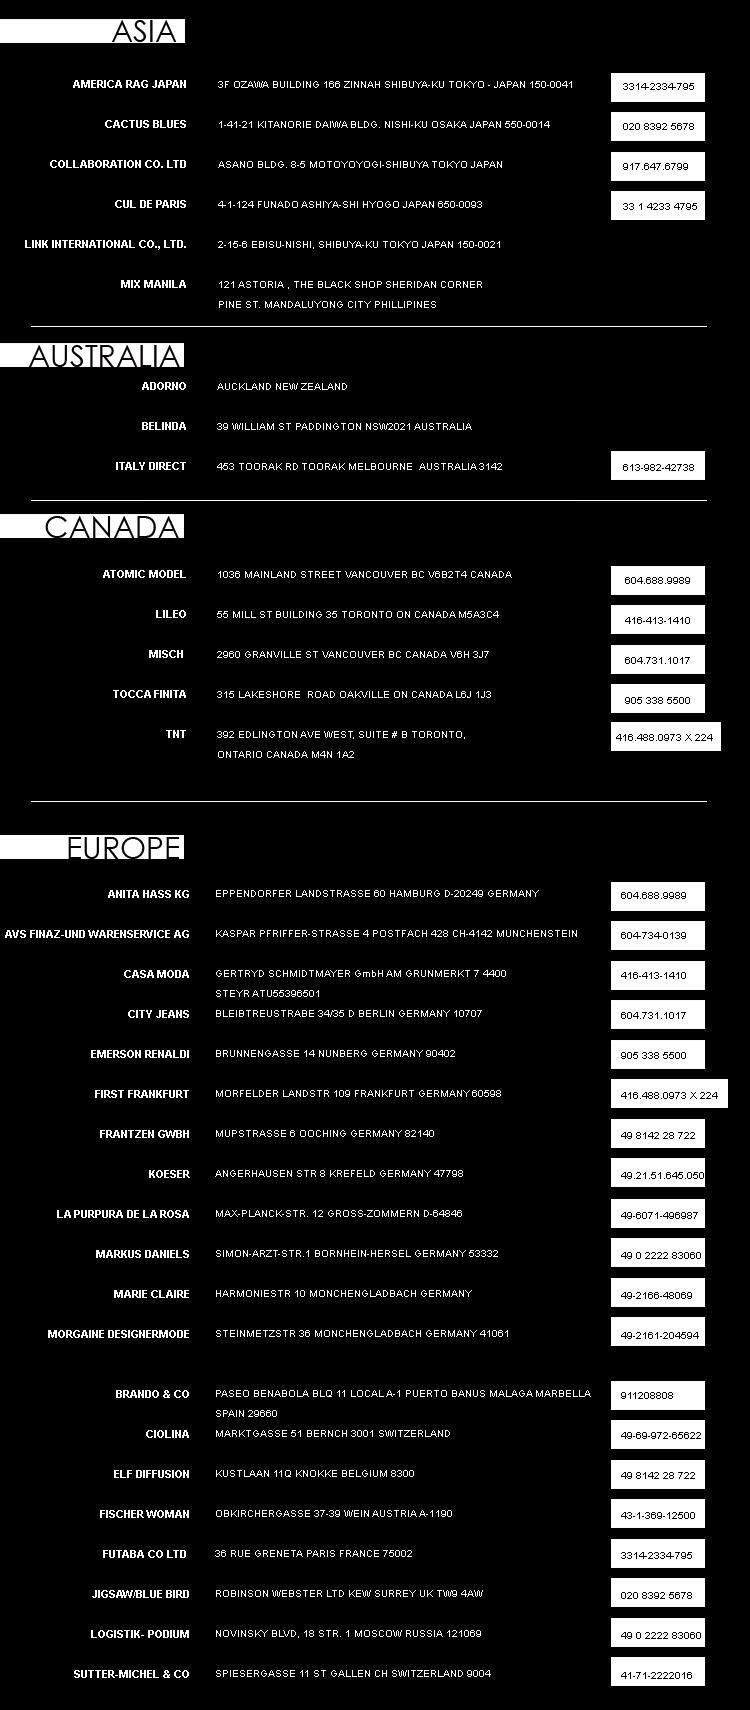 ASIA
AMERICA RAG JAPAN 3F OZAWA BUILDING 166 ZINNAH SHIBUYA-KU TOKYO - JAPAN 150-0041 3314-2334-795
CACTUS BLUES 1-41-21 KITANORIE DAIWA BLDG. NISHI-KU OSAKA JAPAN 550-0014 020 8392 5678
COLLABORATION CO. LTD ASANO BLDG. 8-5 MOTOYOYOGI-SHIBUYA TOKYO JAPAN 917.647.6799
CUL DE PARIS 4-1-124 FUNADO ASHIYA-SHI HYOGO JAPAN 650-0093 33 1 4233 4795
LINK INTERNATIONAL CO., LTD. 2-15-6 EBISU-NISHI, SHIBUYA-KU TOKYO JAPAN 150-0021
MIX MANILA 121 ASTORIA , THE BLACK SHOP SHERIDAN CORNER
PINE ST. MANDALUYONG CITY PHILLIPINES
AUSTRALIA
ADORNO AUCKLAND NEW ZEALAND
BELINDA 39 WILLIAM ST PADDINGTON NSW2021 AUSTRALIA
ITALY DIRECT 453 TOORAK RD TOORAK MELBOURNE AUSTRALIA 3142 613-982-42738
CANADA
ATOMIC MODEL 1036 MAINLAND STREET VANCOUVER BC V6B2T4 CANADA 604.688.9989
LILEO 55 MILL ST BUILDING 35 TORONTO ON CANADA M5A3C4 416-413-1410
MISCH 2960 GRANVILLE ST VANCOUVER BC CANADA V6H 3J7 604.731.1017
TOCCA FINITA 315 LAKESHORE ROAD OAKVILLE ON CANADA L6J 1J3 905 338 5500
TNT 392 EDLINGTON AVE WEST, SUITE # B TORONTO, 416.488.0973 X 224
ONTARIO CANADA M4N 1A2
EUROPE
ANITA HASS KG EPPENDORFER LANDSTRASSE 60 HAMBURG D-20249 GERMANY 604.688.9989
AVS FINAZ-UND WARENSERVICE AG KASPAR PFRIFFER-STRASSE 4 POSTFACH 428 CH-4142 MUNCHENSTEIN 604-734-0139
CASA MODA GERTRYD SCHMIDTMAYER GmbH AM GRUNMERKT 7 4400 416-413-1410
STEYR ATU55396501
CITY JEANS BLEIBTREUSTRABE 34/35 D BERLIN GERMANY 10707 604.731.1017
EMERSON RENALDI BRUNNENGASSE 14 NUNBERG GERMANY 90402 905 338 5500
FIRST FRANKFURT MORFELDER LANDSTR 109 FRANKFURT GERMANY 60598 416.488.0973 X 224
FRANTZEN GWBH MUPSTRASSE 6 OOCHING GERMANY 82140 49 8142 28 722
KOESER ANGERHAUSEN STR 8 KREFELD GERMANY 47798 49.21.51.645.050
LA PURPURA DE LA ROSA MAX-PLANCK-STR. 12 GROSS-ZOMMERN D-64846 49-6071-496987
MARKUS DANIELS SIMON-ARZT-STR.1 BORNHEIN-HERSEL GERMANY 53332 49 0 2222 83060
MARIE CLAIRE HARMONIESTR 10 MONCHENGLADBACH GERMANY 49-2166-48069
MORGAINE DESIGNERMODE STEINMETZSTR 36 MONCHENGLADBACH GERMANY 41061 49-2161-204594
BRANDO & CO PASEO BENABOLA BLQ 11 LOCAL A-1 PUERTO BANUS MALAGA MARBELLA 911208808
SPAIN 29660
CIOLINA MARKTGASSE 51 BERNCH 3001 SWITZERLAND 49-69-972-65622
ELF DIFFUSION KUSTLAAN 11Q KNOKKE BELGIUM 8300 49 8142 28 722
FISCHER WOMAN OBKIRCHERGASSE 37-39 WEIN AUSTRIA A-1190 43-1-369-12500
FUTABA CO LTD 36 RUE GRENETA PARIS FRANCE 75002 3314-2334-795
JIGSAW/BLUE BIRD ROBINSON WEBSTER LTD KEW SURREY UK TW9 4AW 020 8392 5678
LOGISTIK- PODIUM NOVINSKY BLVD, 18 STR. 1 MOSCOW RUSSIA 121069 49 0 2222 83060
SUTTER-MICHEL & CO SPIESERGASSE 11 ST GALLEN CH SWITZERLAND 9004 41-71-2222016